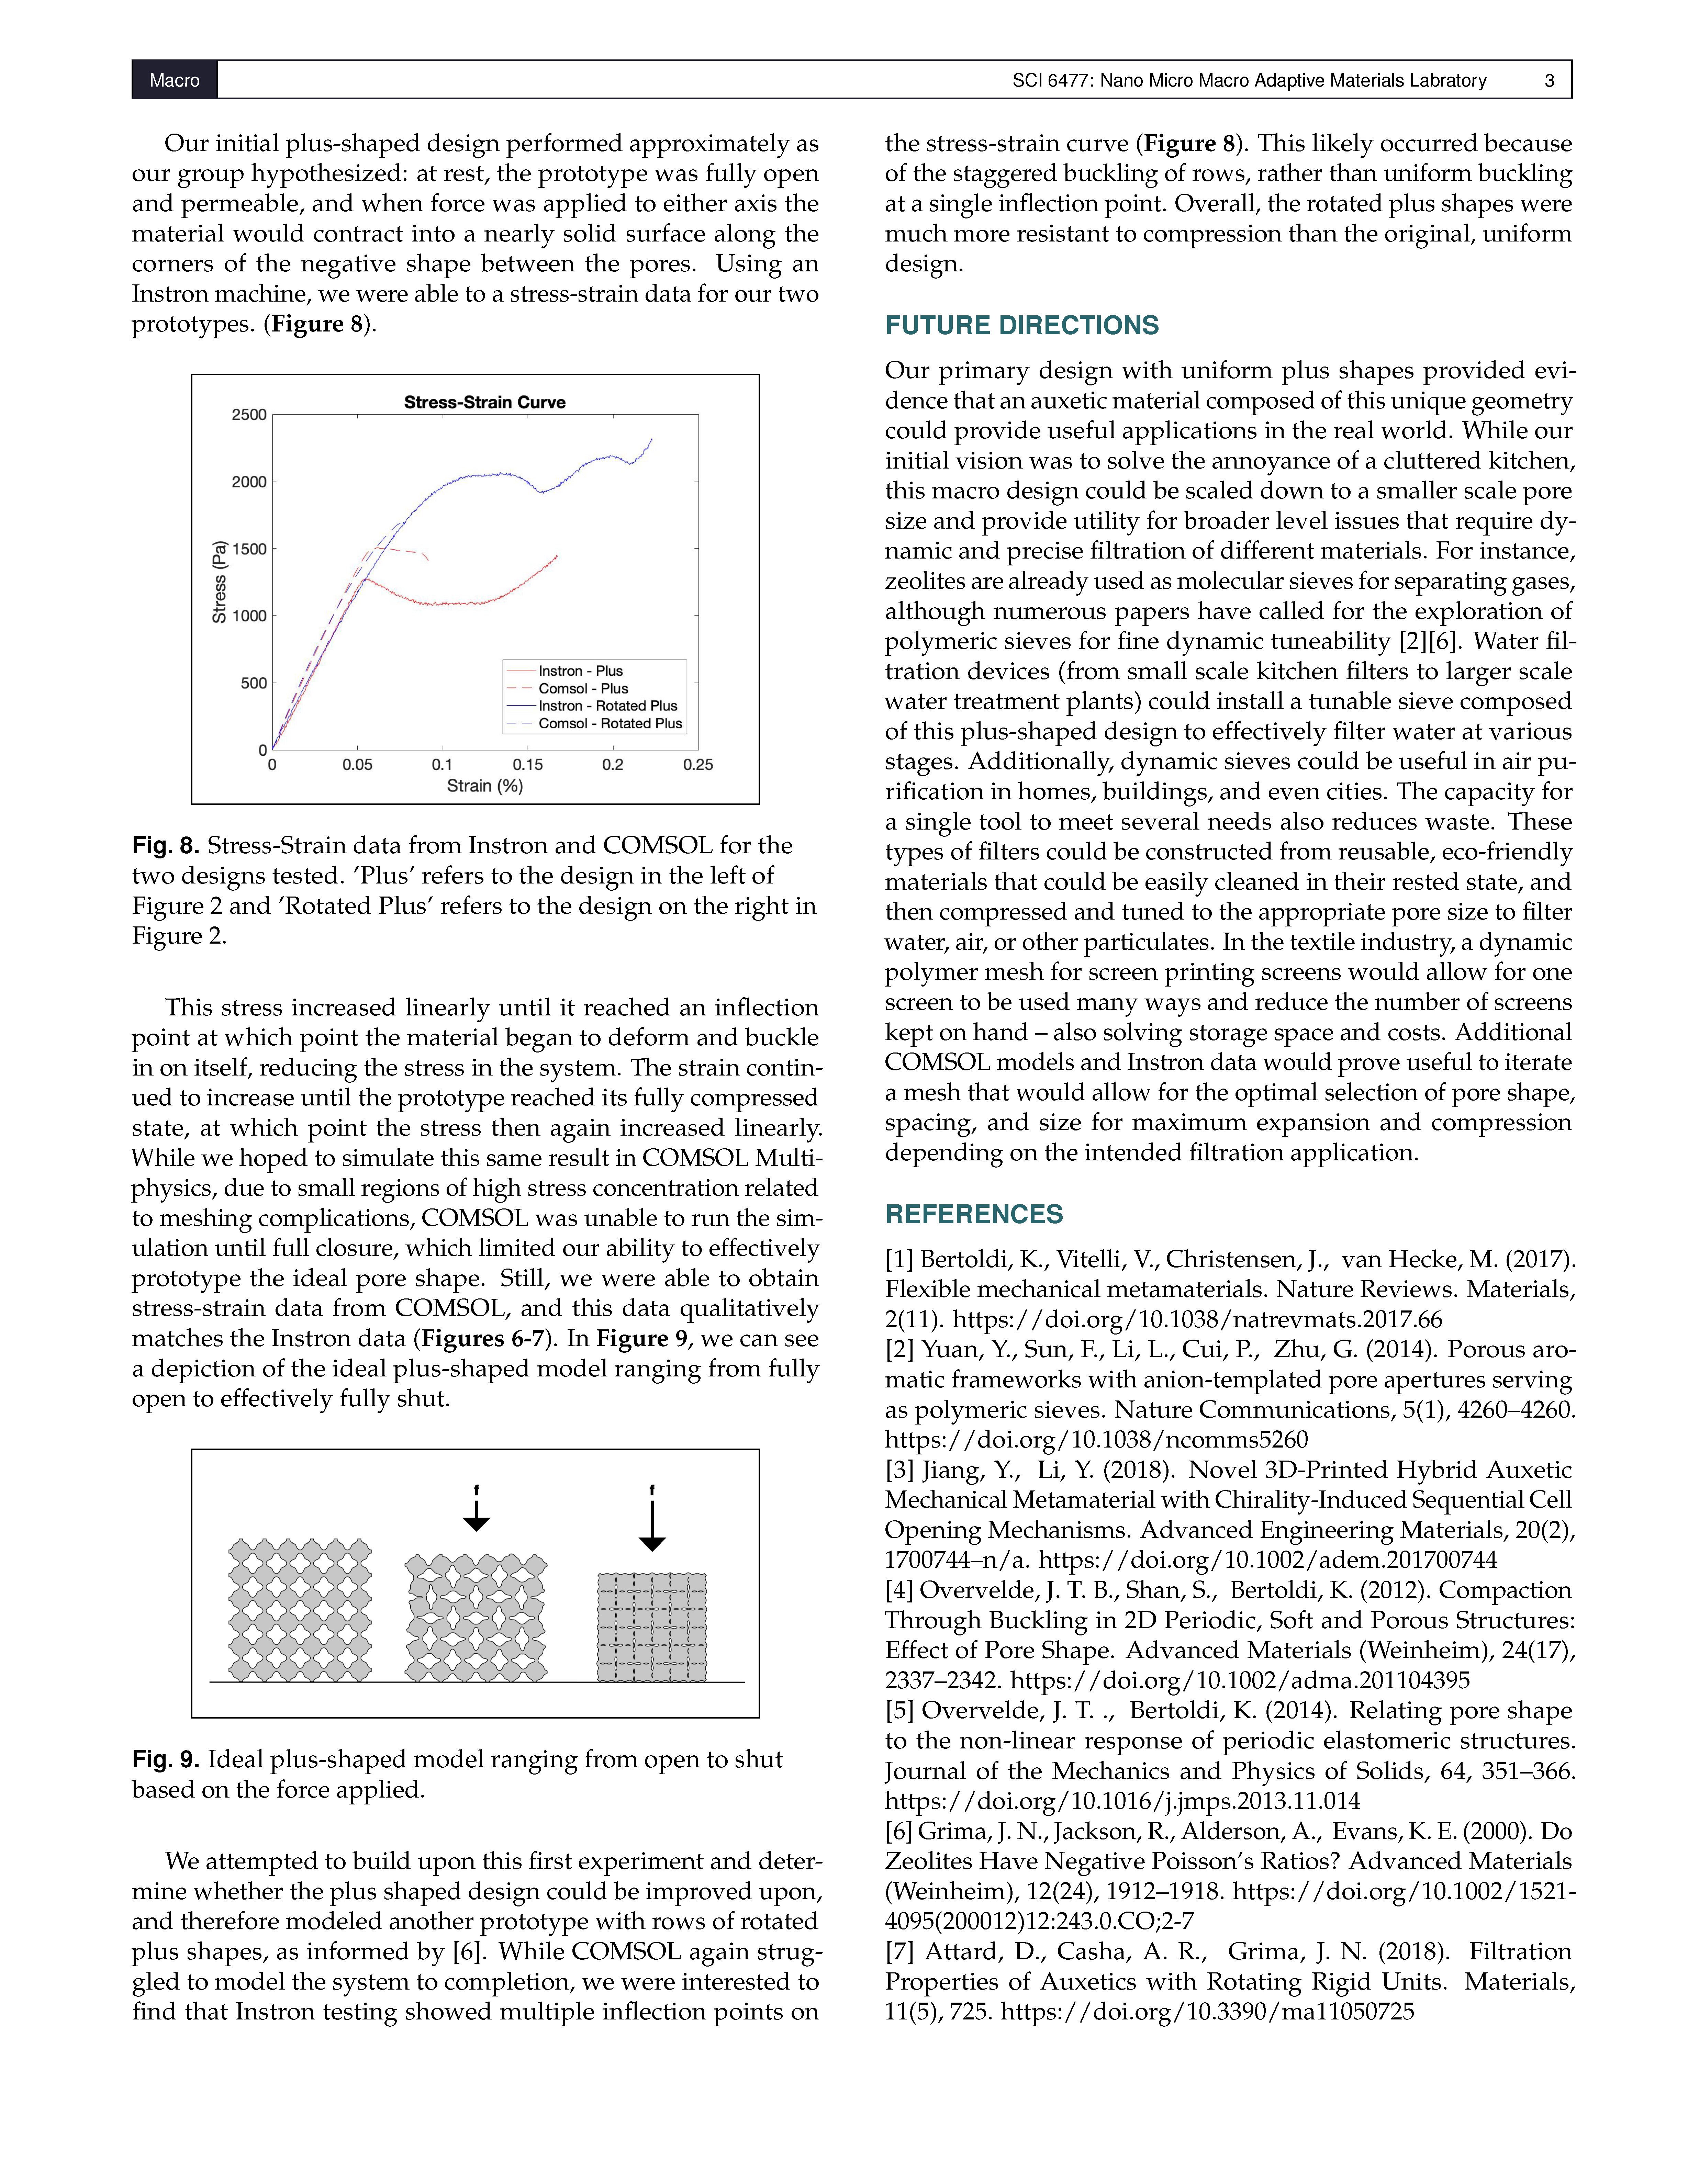 Macro
SCI 6477: Nano Micro Macro Adaptive Materials Labratory 3
Our initial plus-shaped design performed approximately as
our group hypothesized: at rest, the prototype was fully open
and permeable, and when force was applied to either axis the
material would contract into a nearly solid surface along the
corners of the negative shape between the pores. Using an
Instron machine, we were able to a stress-strain data for our two
prototypes. (Figure 8).
Stress-Strain Curve
2500
2000
1500
1000
500
0
Stress (Pa)
0 0.05 0.1 0.15 0.2 0.25
Strain (%)
Instron - Plus
Comsol - Plus
Instron - Rotated Plus
Comsol - Rotated Plus
Fig. 8. Stress-Strain data from Instron and COMSOL for the
two designs tested. ’Plus’ refers to the design in the left of
Figure 2 and ’Rotated Plus’ refers to the design on the right in
Figure 2.
This stress increased linearly until it reached an inflection
point at which point the material began to deform and buckle
in on itself, reducing the stress in the system. The strain contin-
ued to increase until the prototype reached its fully compressed
state, at which point the stress then again increased linearly.
While we hoped to simulate this same result in COMSOL Multi-
physics, due to small regions of high stress concentration related
to meshing complications, COMSOL was unable to run the sim-
ulation until full closure, which limited our ability to effectively
prototype the ideal pore shape. Still, we were able to obtain
stress-strain data from COMSOL, and this data qualitatively
matches the Instron data (Figures 6-7). In Figure 9, we can see
a depiction of the ideal plus-shaped model ranging from fully
open to effectively fully shut.
f f
Fig. 9. Ideal plus-shaped model ranging from open to shut
based on the force applied.
We attempted to build upon this first experiment and deter-
mine whether the plus shaped design could be improved upon,
and therefore modeled another prototype with rows of rotated
plus shapes, as informed by [6]. While COMSOL again strug-
gled to model the system to completion, we were interested to
find that Instron testing showed multiple inflection points on
the stress-strain curve (Figure 8). This likely occurred because
of the staggered buckling of rows, rather than uniform buckling
at a single inflection point. Overall, the rotated plus shapes were
much more resistant to compression than the original, uniform
design.
FUTURE DIRECTIONS
Our primary design with uniform plus shapes provided evi-
dence that an auxetic material composed of this unique geometry
could provide useful applications in the real world. While our
initial vision was to solve the annoyance of a cluttered kitchen,
this macro design could be scaled down to a smaller scale pore
size and provide utility for broader level issues that require dy-
namic and precise filtration of different materials. For instance,
zeolites are already used as molecular sieves for separating gases,
although numerous papers have called for the exploration of
polymeric sieves for fine dynamic tuneability [2][6]. Water fil-
tration devices (from small scale kitchen filters to larger scale
water treatment plants) could install a tunable sieve composed
of this plus-shaped design to effectively filter water at various
stages. Additionally, dynamic sieves could be useful in air pu-
rification in homes, buildings, and even cities. The capacity for
a single tool to meet several needs also reduces waste. These
types of filters could be constructed from reusable, eco-friendly
materials that could be easily cleaned in their rested state, and
then compressed and tuned to the appropriate pore size to filter
water, air, or other particulates. In the textile industry, a dynamic
polymer mesh for screen printing screens would allow for one
screen to be used many ways and reduce the number of screens
kept on hand – also solving storage space and costs. Additional
COMSOL models and Instron data would prove useful to iterate
a mesh that would allow for the optimal selection of pore shape,
spacing, and size for maximum expansion and compression
depending on the intended filtration application.
REFERENCES
[1] Bertoldi, K., Vitelli, V., Christensen, J., van Hecke, M. (2017).
Flexible mechanical metamaterials. Nature Reviews. Materials,
2(11). https://doi.org/10.1038/natrevmats.2017.66
[2] Yuan, Y., Sun, F., Li, L., Cui, P., Zhu, G. (2014). Porous aro-
matic frameworks with anion-templated pore apertures serving
as polymeric sieves. Nature Communications, 5(1), 4260–4260.
https://doi.org/10.1038/ncomms5260
[3] Jiang, Y., Li, Y. (2018). Novel 3D-Printed Hybrid Auxetic
Mechanical Metamaterial with Chirality-Induced Sequential Cell
Opening Mechanisms. Advanced Engineering Materials, 20(2),
1700744–n/a. https://doi.org/10.1002/adem.201700744
[4] Overvelde, J. T. B., Shan, S., Bertoldi, K. (2012). Compaction
Through Buckling in 2D Periodic, Soft and Porous Structures:
Effect of Pore Shape. Advanced Materials (Weinheim), 24(17),
2337–2342. https://doi.org/10.1002/adma.201104395
[5] Overvelde, J. T. ., Bertoldi, K. (2014). Relating pore shape
to the non-linear response of periodic elastomeric structures.
Journal of the Mechanics and Physics of Solids, 64, 351–366.
https://doi.org/10.1016/j.jmps.2013.11.014
[6] Grima, J. N., Jackson, R., Alderson, A., Evans, K. E. (2000). Do
Zeolites Have Negative Poisson’s Ratios? Advanced Materials
(Weinheim), 12(24), 1912–1918. https://doi.org/10.1002/1521-
4095(200012)12:243.0.CO;2-7
[7] Attard, D., Casha, A. R., Grima, J. N. (2018). Filtration
Properties of Auxetics with Rotating Rigid Units. Materials,
11(5), 725. https://doi.org/10.3390/ma11050725